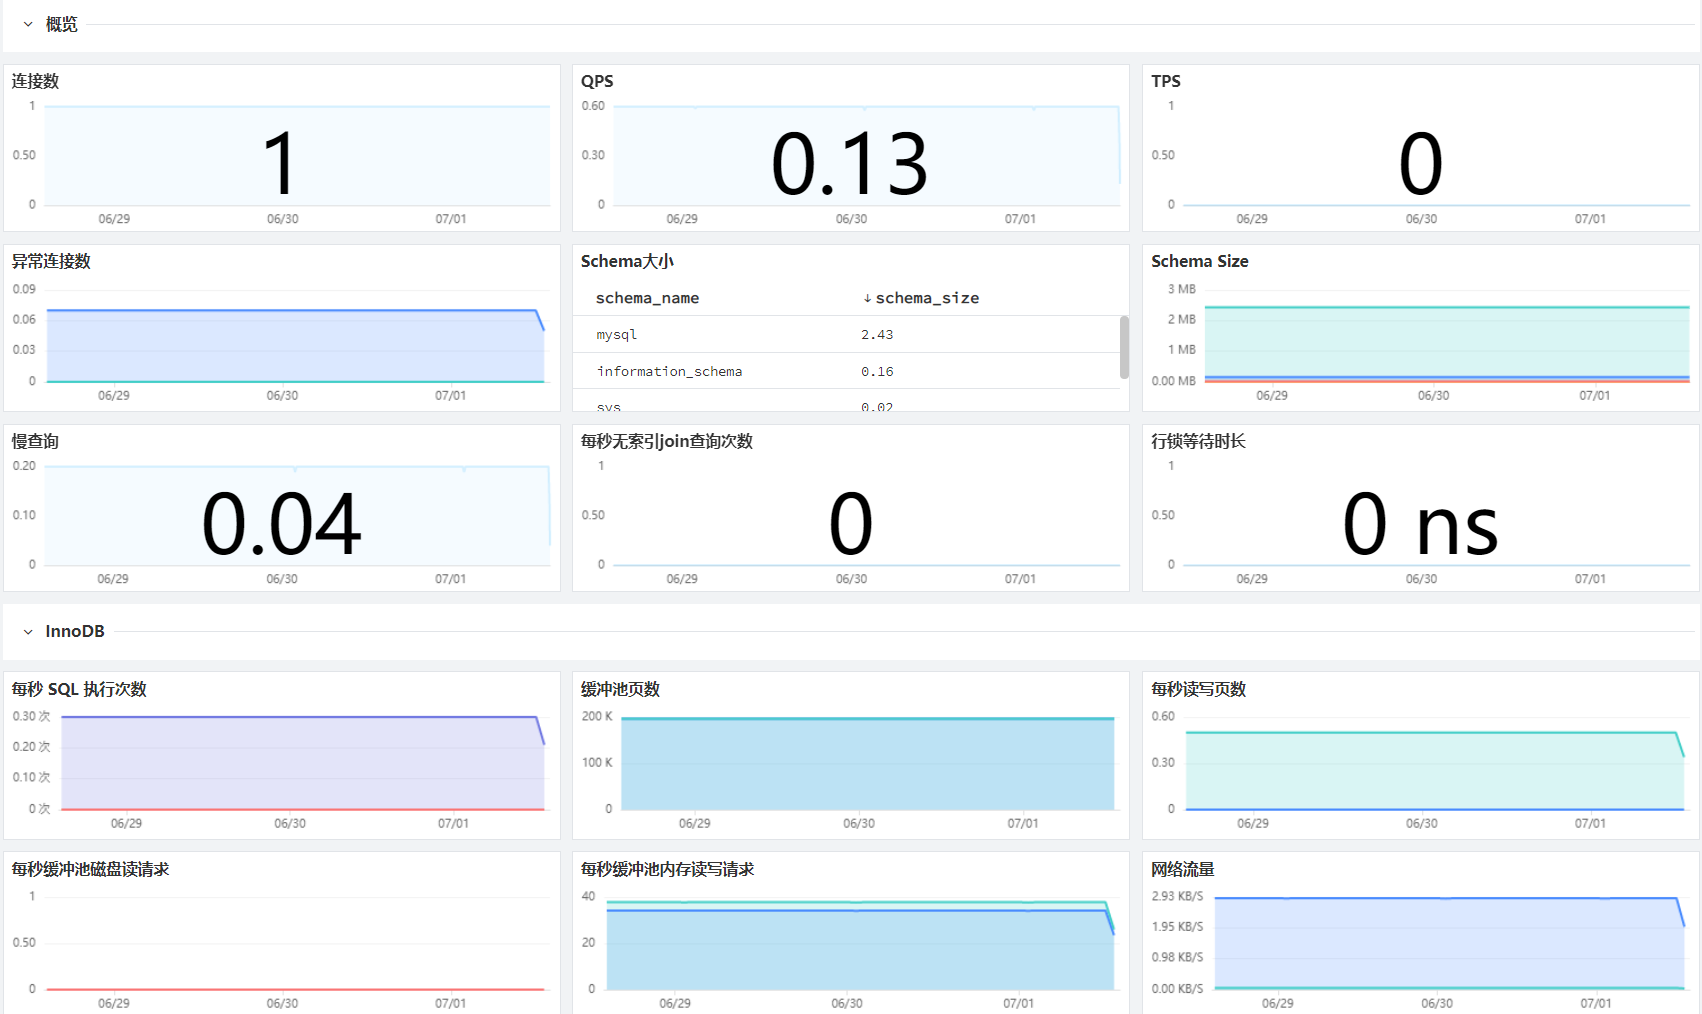 概览
连接数
1
0.50
0
1
06/29 06/30 07/01
QPS
0.60
0.30
0
0.13
06/29 06/30 07/01
TPS
1
0.50
0
0
06/29 06/30 07/01
异常连接数
0.09
0.06
0.03
0
06/29 06/30 07/01
Schema大小
schema_name ↓ schema_size
mysql 2.43
information_schema 0.16
sys 0.02
Schema Size
3 MB
2 MB
1 MB
0.00 MB
06/29 06/30 07/01
慢查询
0.20
0.10
0
0.04
06/29 06/30 07/01
每秒无索引join查询次数
1
0.50
0
0
06/29 06/30 07/01
行锁等待时长
1
0.50
0
0 ns
06/29 06/30 07/01
InnoDB
每秒 SQL 执行次数
0.30 次
0.20 次
0.10 次
0 次
06/29 06/30 07/01
缓冲池页数
200 K
100 K
0
06/29 06/30 07/01
每秒读写页数
0.60
0.30
0
06/29 06/30 07/01
每秒缓冲池磁盘读请求
1
0.50
0
06/29 06/30 07/01
每秒缓冲池内存读写请求
40
20
0
06/29 06/30 07/01
网络流量
2.93 KB/S
1.95 KB/S
0.98 KB/S
0.00 KB/S
06/29 06/30 07/01